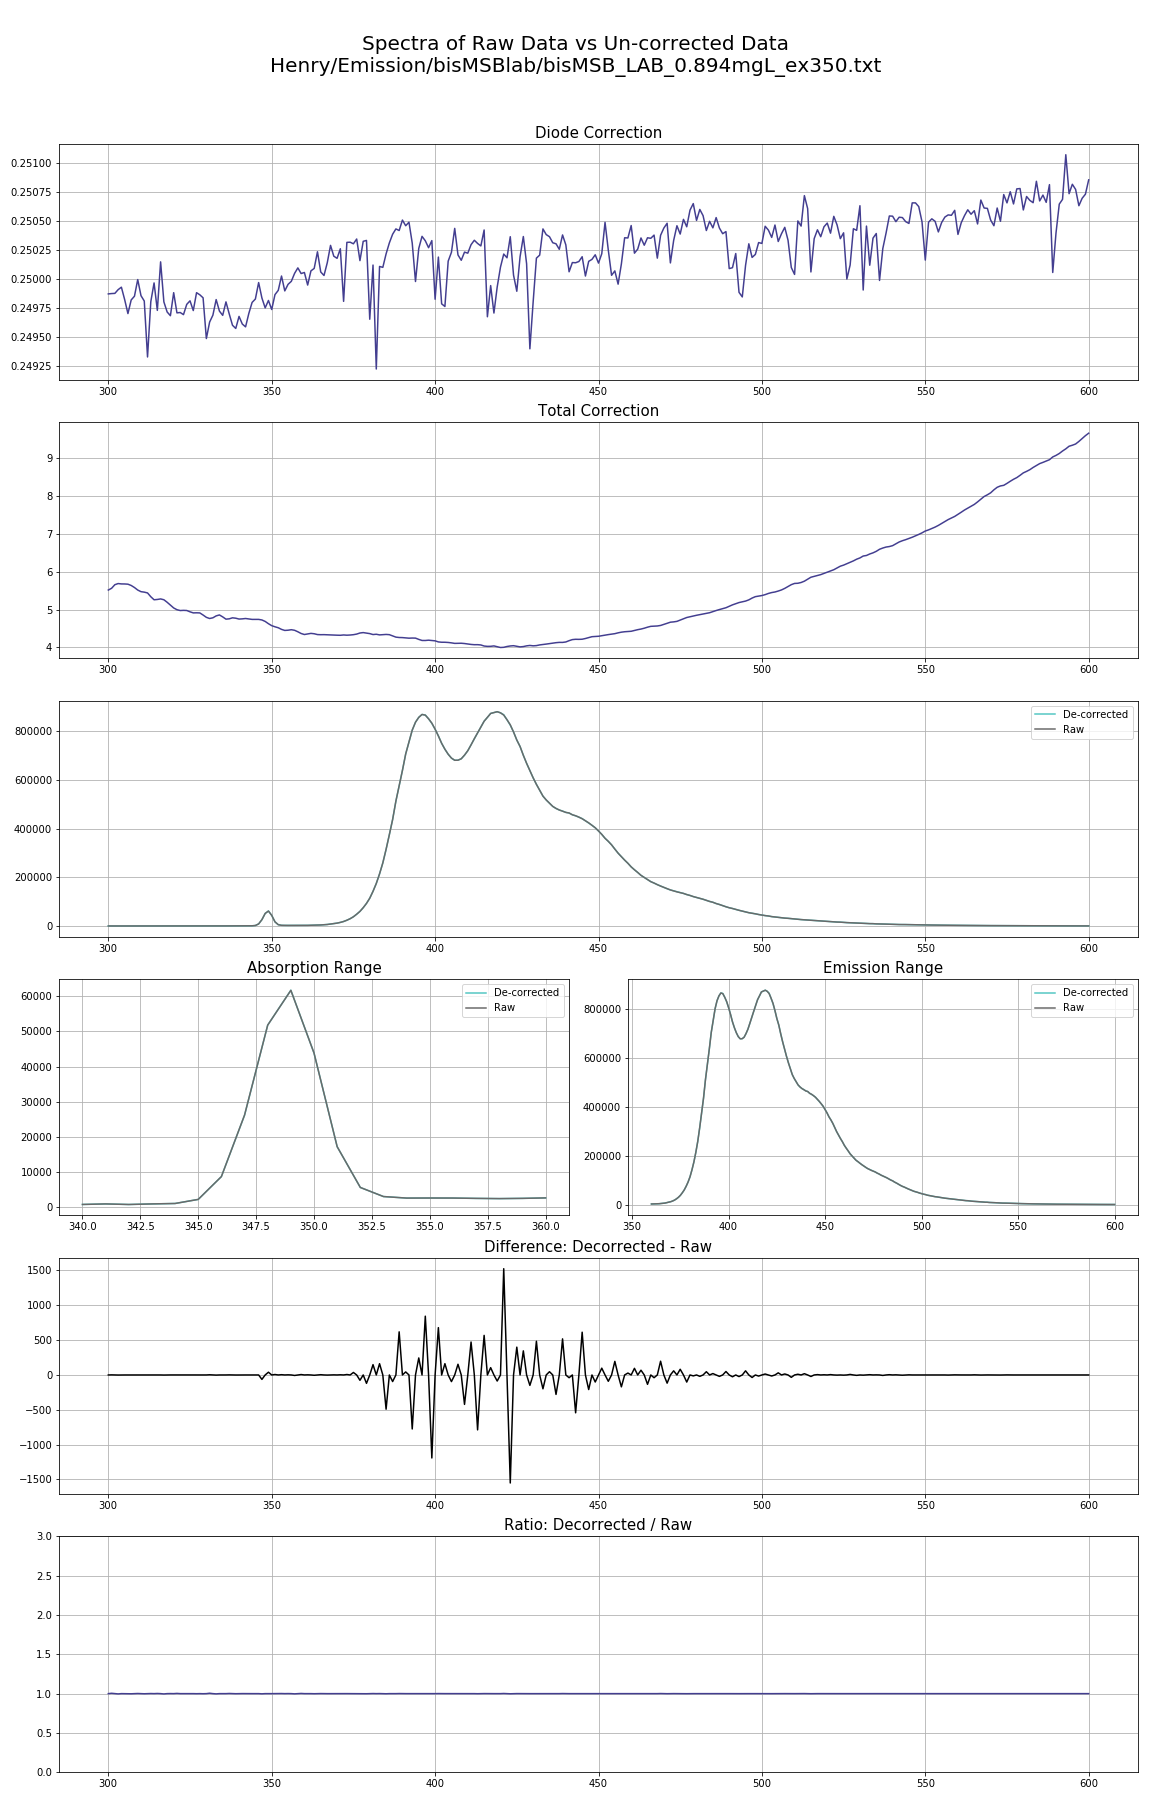 Spectra of Raw Data vs Un-corrected Data
Henry/Emission/bisMSBlab/bisMSB_LAB_0.894mgL_ex350.txt
Diode Correction
0.25100
0.25075
0.25050
0.25025
0.25000
0.24975
0.24950
0.24925
300 350 400 450 500 550 600
Total Correction
9
8
7
6
5
4
300 350 400 450 500 550 600
De-corrected
Raw
800000
600000
400000
200000
0
300 350 400 450 500 550 600
Absorption Range
De-corrected
Raw
60000
50000
40000
30000
20000
10000
0
340.0 342.5 345.0 347.5 350.0 352.5 355.0 357.5 360.0
Emission Range
De-corrected
Raw
800000
600000
400000
200000
0
350 400 450 500 550 600
Difference: Decorrected - Raw
1500
1000
500
0
−500
−1000
−1500
300 350 400 450 500 550 600
Ratio: Decorrected / Raw
3.0
2.5
2.0
1.5
1.0
0.5
0.0
300 350 400 450 500 550 600